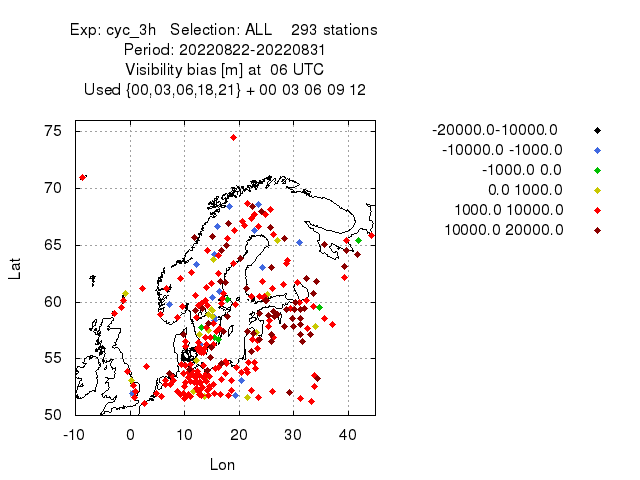 Exp: cyc_3h Selection: ALL 293 stations
Period: 20220822-20220831
Visibility bias [m] at 06 UTC
Used {00,03,06,18,21} + 00 03 06 09 12
75
70
65
60
55
50
-10 0 10 20 30 40
Lat
Lon
-20000.0-10000.0
-10000.0 -1000.0
-1000.0 0.0
0.0 1000.0
1000.0 10000.0
10000.0 20000.0